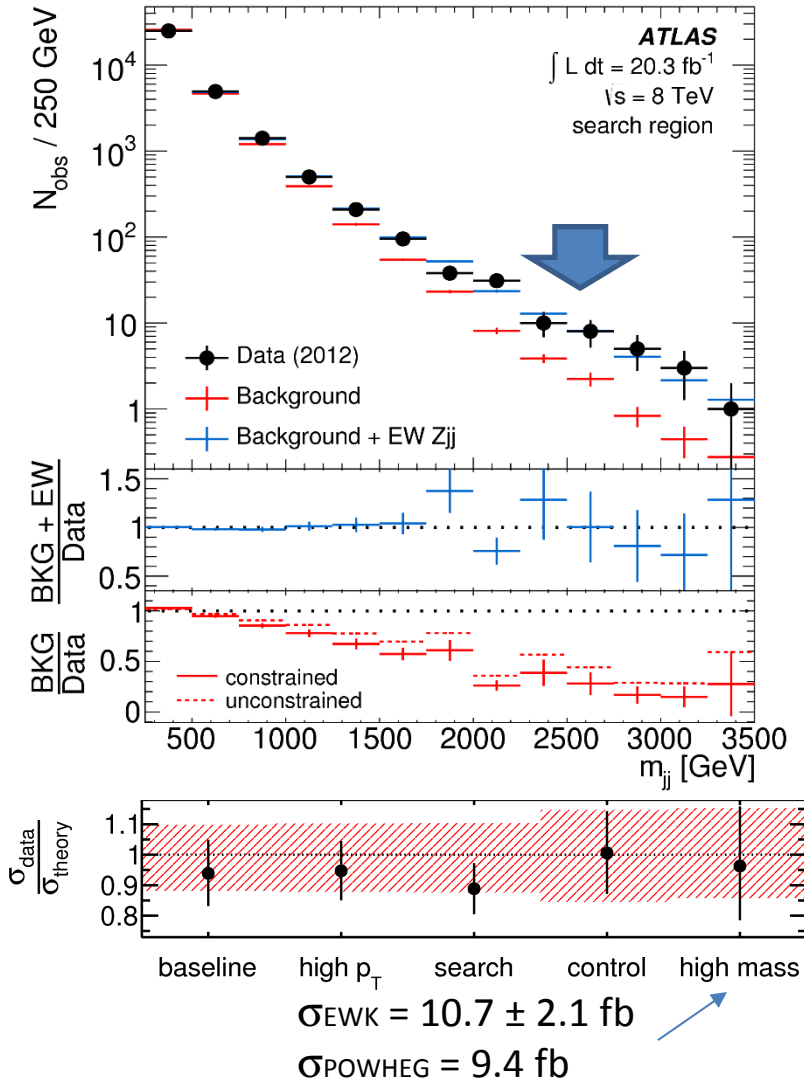 ATLAS
∫ L dt = 20.3 fb⁻¹
√s = 8 TeV
search region
N_obs / 250 GeV
10⁴
10³
10²
10
1
Data (2012)
Background
Background + EW Zjj
BKG + EW
Data
1.5
1
0.5
BKG
Data
1
0.5
0
constrained
unconstrained
500 1000 1500 2000 2500 3000 3500
m_jj [GeV]
σ_data
σ_theory
1.1
1
0.9
0.8
baseline high p_T search control high mass
σEWK = 10.7 ± 2.1 fb
σPOWHEG = 9.4 fb